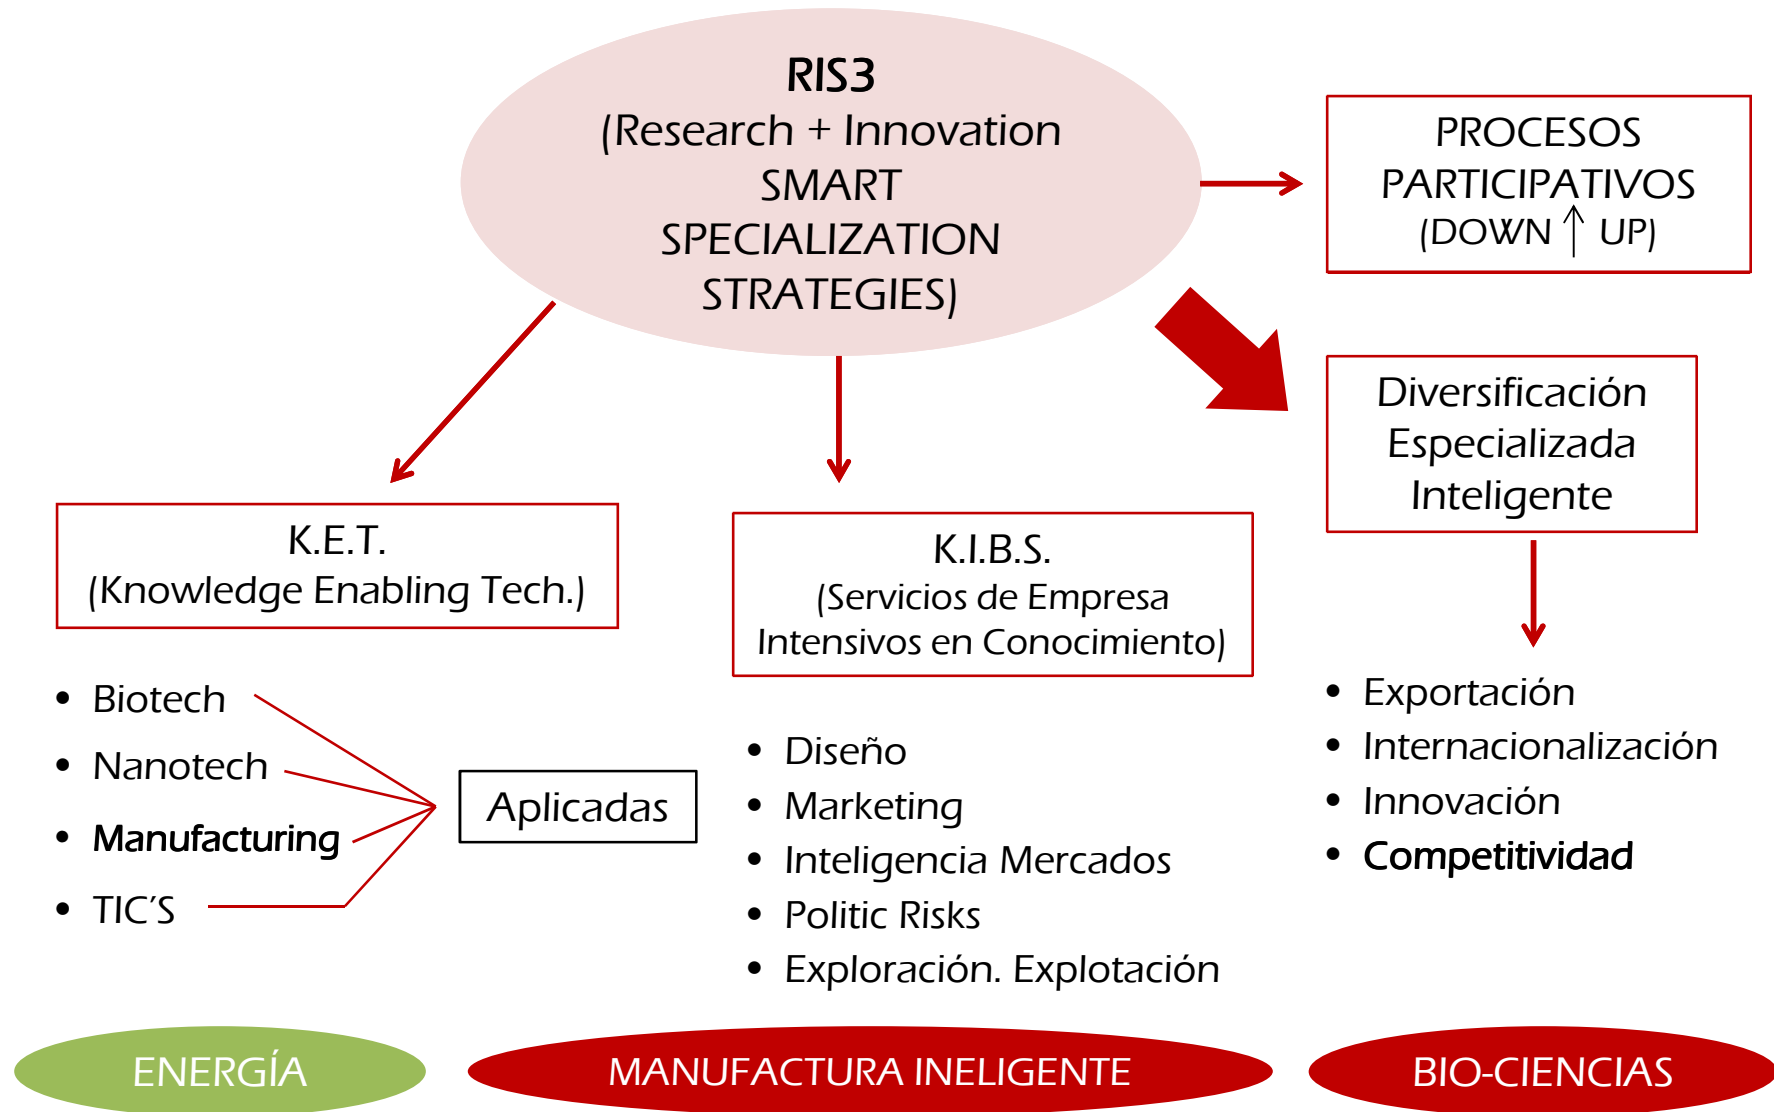 RIS3
(Research + Innovation
SMART
SPECIALIZATION
STRATEGIES)
PROCESOS
PARTICIPATIVOS
(DOWN ↑ UP)
Diversificación
Especializada
Inteligente
K.E.T.
(Knowledge Enabling Tech.)
K.I.B.S.
(Servicios de Empresa
Intensivos en Conocimiento)
• Biotech
• Nanotech
• Manufacturing
• TIC´S
Aplicadas
• Diseño
• Marketing
• Inteligencia Mercados
• Politic Risks
• Exploración. Explotación
• Exportación
• Internacionalización
• Innovación
• Competitividad
ENERGÍA
MANUFACTURA INELIGENTE
BIO-CIENCIAS